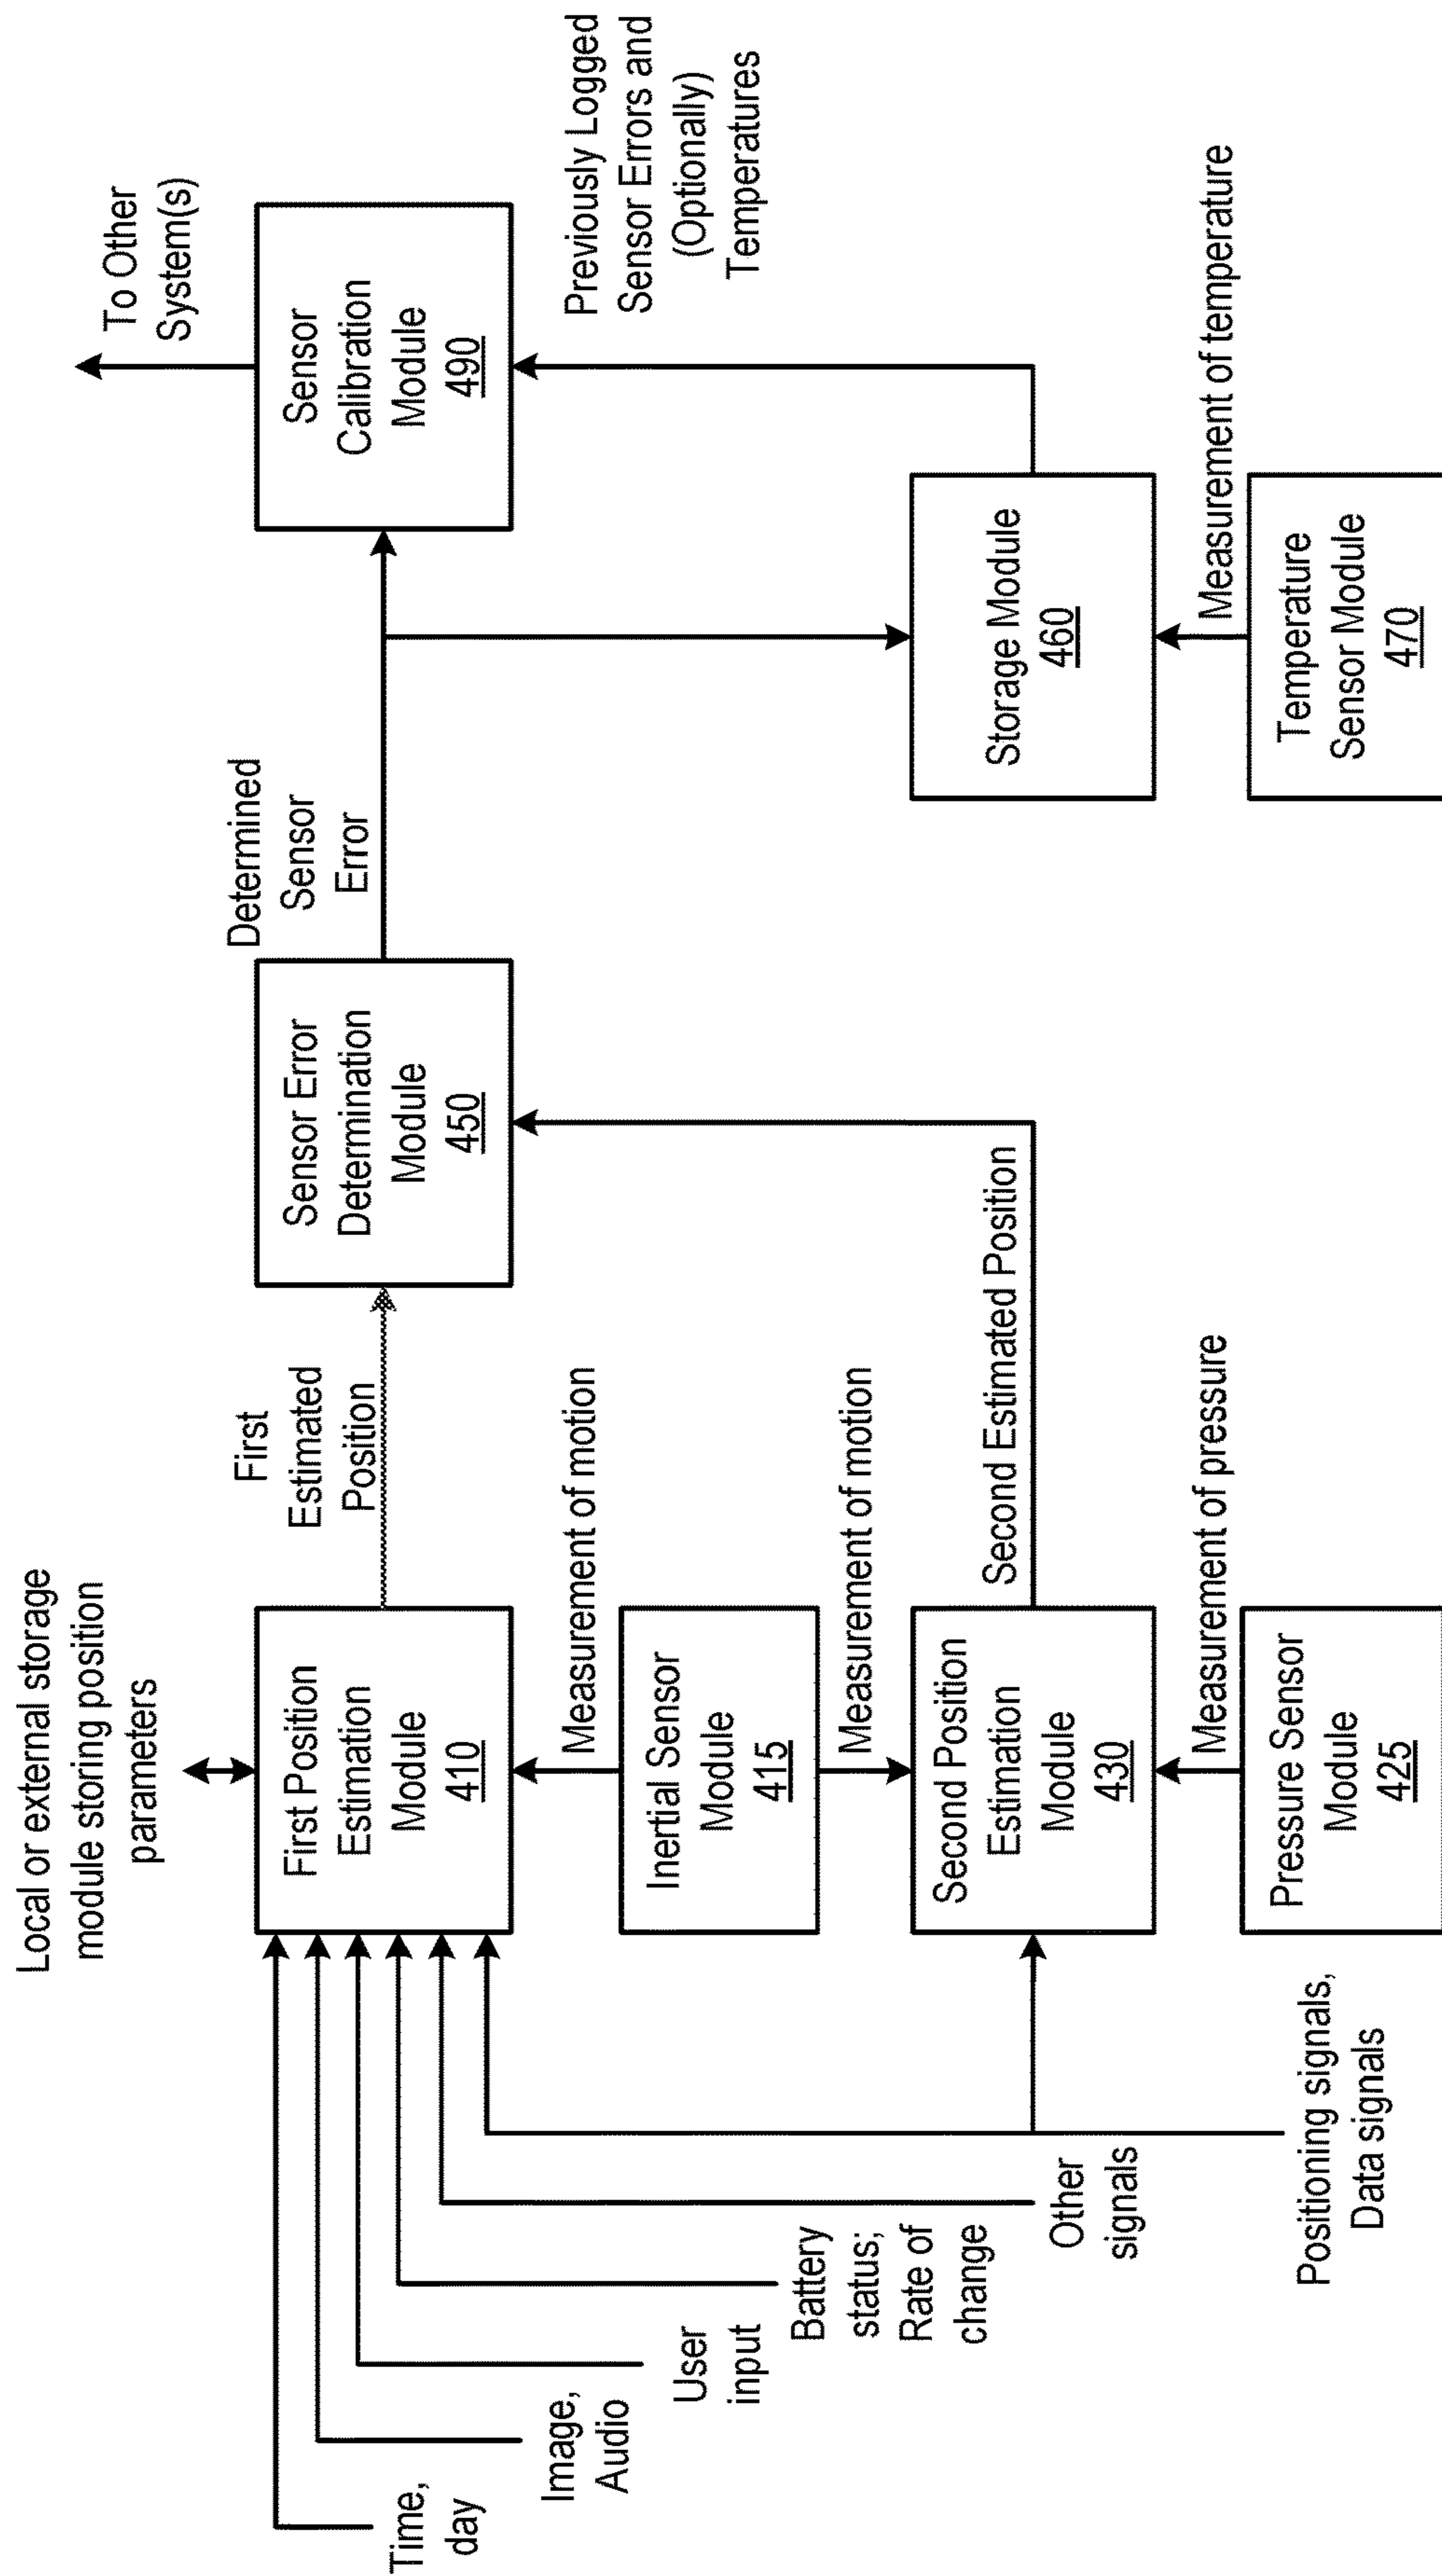 Local or external storage
module storing position
parameters
Time,
day
Image,
Audio
User
input
Battery
status;
Rate of
change
Other
signals
Positioning signals,
Data signals
First Position
Estimation
Module
410
Measurement of motion
Inertial Sensor
Module
415
Measurement of motion
Second Position
Estimation
Module
430
Measurement of pressure
Pressure Sensor
Module
425
First
Estimated
Position
Second Estimated Position
Sensor Error
Determination
Module
450
Determined
Sensor
Error
To Other
System(s)
Sensor
Calibration
Module
490
Previously Logged
Sensor Errors and
(Optionally)
Temperatures
Storage Module
460
Measurement of temperature
Temperature
Sensor Module
470